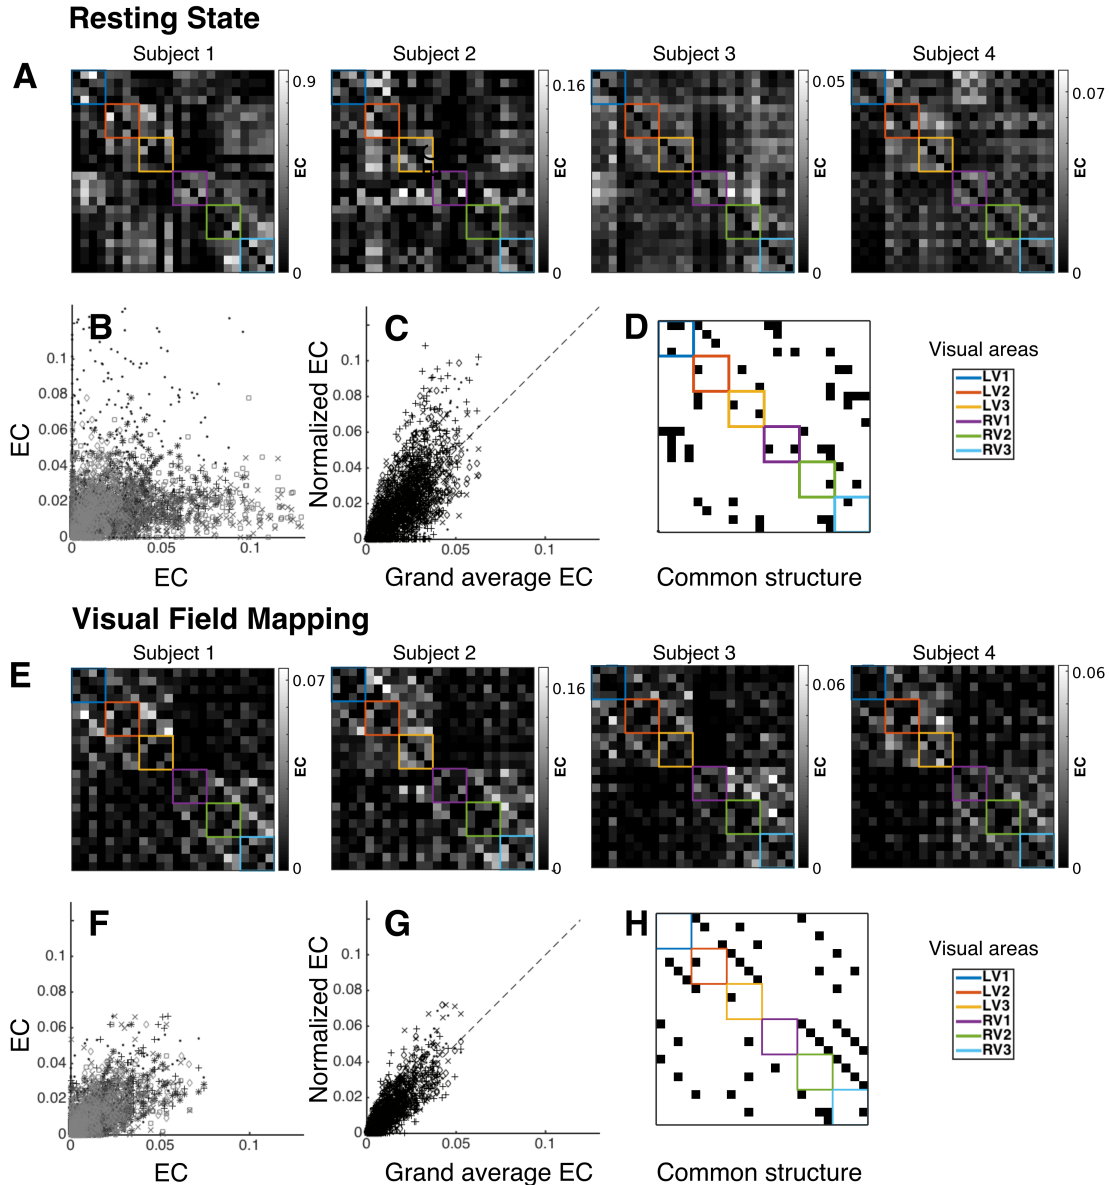 Resting State
A
Subject 1
Subject 2
Subject 3
Subject 4
0.9
EC
0
0.16
EC
0
0.05
EC
0
0.07
EC
0
B
EC
0.1
0.08
0.06
0.04
0.02
0
0
0.05
0.1
EC
C
Normalized EC
0.1
0.08
0.06
0.04
0.02
0
0
0.05
0.1
Grand average EC
D
Common structure
Visual areas
LV1
LV2
LV3
RV1
RV2
RV3
Visual Field Mapping
E
Subject 1
Subject 2
Subject 3
Subject 4
0.07
EC
0
0.16
EC
0
0.06
EC
0
0.06
EC
0
F
EC
0.1
0.08
0.06
0.04
0.02
0
0
0.05
0.1
EC
G
Normalized EC
0.1
0.08
0.06
0.04
0.02
0
0
0.05
0.1
Grand average EC
H
Common structure
Visual areas
LV1
LV2
LV3
RV1
RV2
RV3